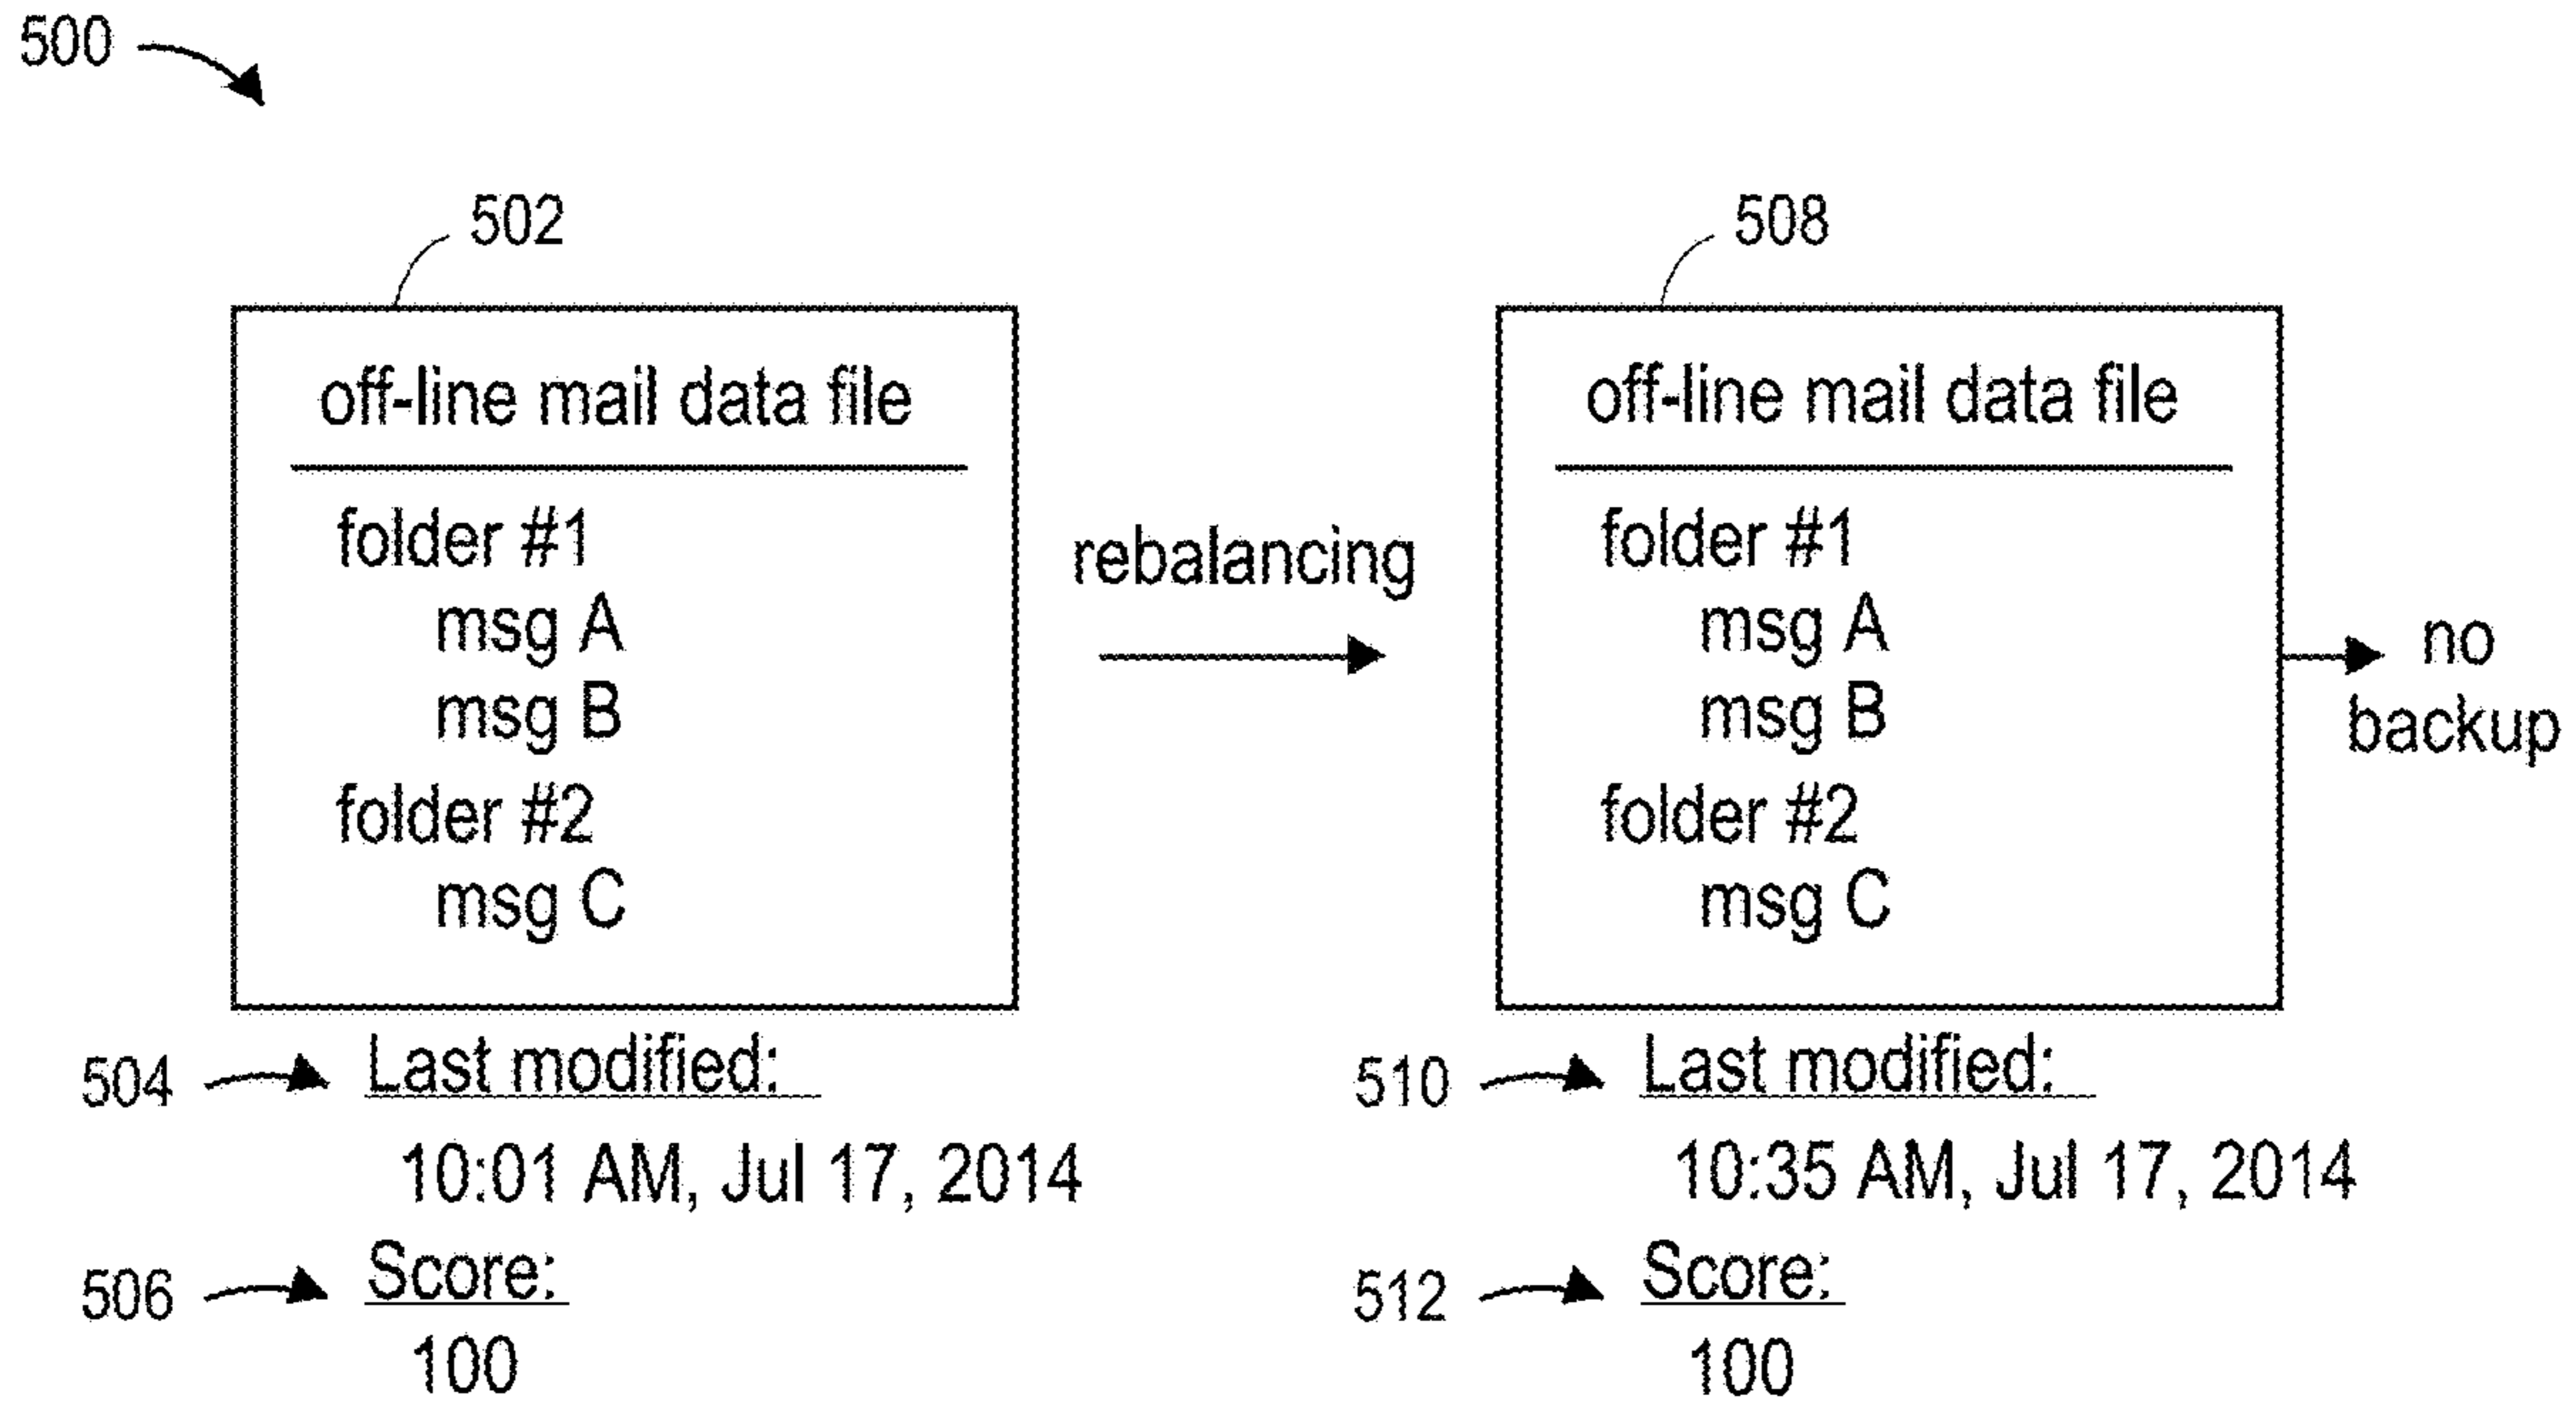 500
502
off-line mail data file
folder #1
msg A
msg B
folder #2
msg C
504
Last modified:
10:01 AM, Jul 17, 2014
506
Score:
100
rebalancing
508
off-line mail data file
folder #1
msg A
msg B
folder #2
msg C
510
Last modified:
10:35 AM, Jul 17, 2014
512
Score:
100
no
backup